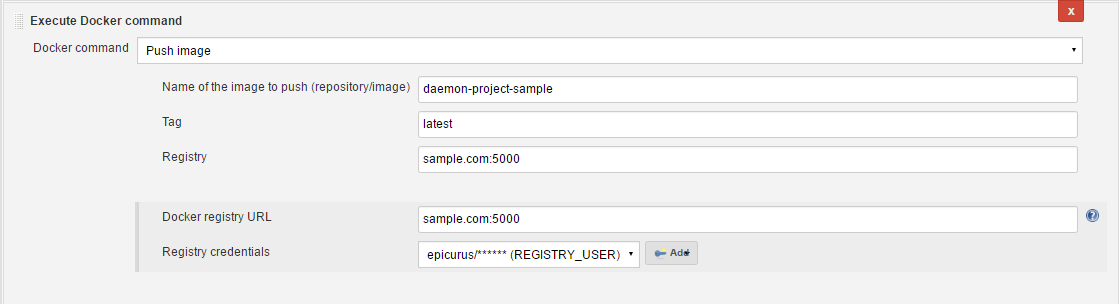 Execute Docker command
x
Docker command Push image
Name of the image to push (repository/image) daemon-project-sample
Tag latest
Registry sample.com:5000
Docker registry URL sample.com:5000 ?
Registry credentials epicurus/****** (REGISTRY_USER) Add